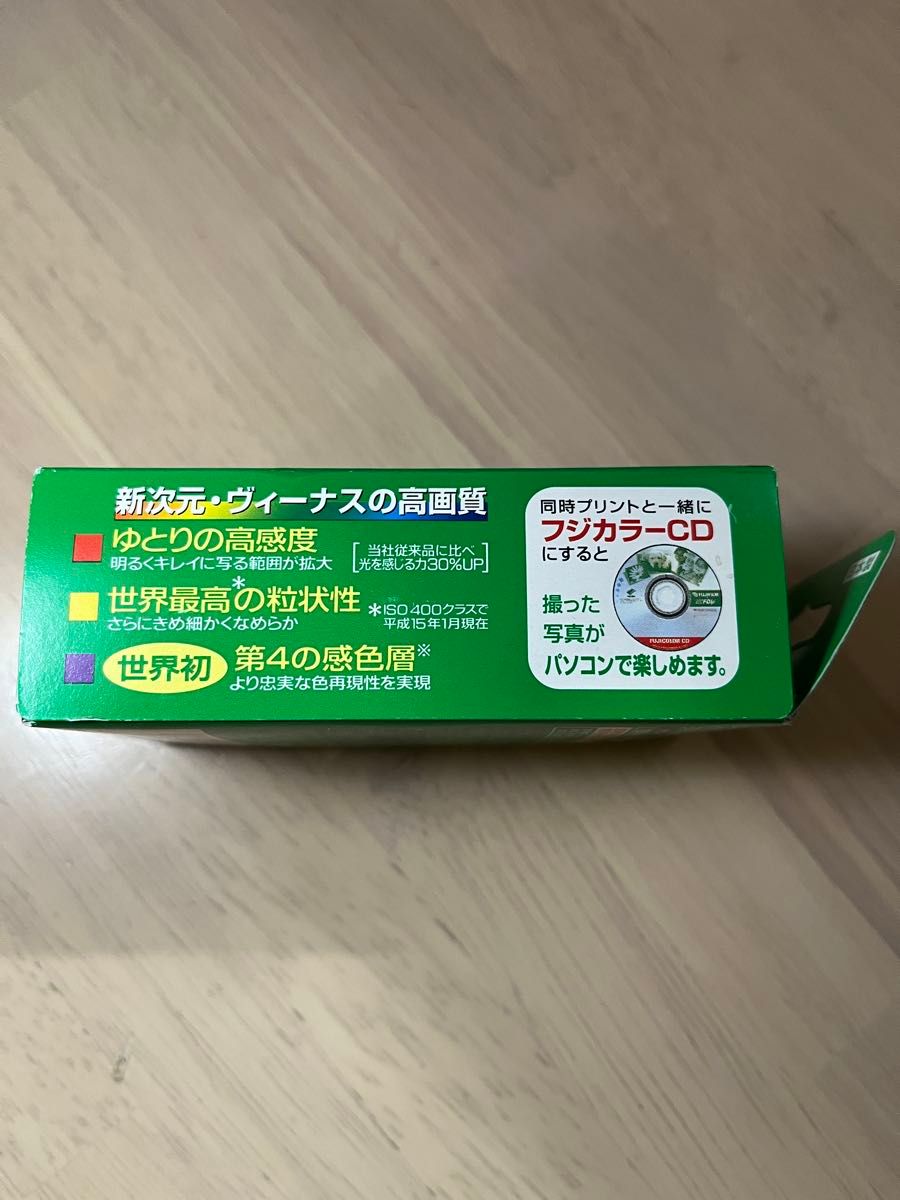 新次元・ヴィーナスの高画質
ゆとりの高感度
明るくキレイに写る範囲が拡大
当社従来品に比べ
光を感じる力30%UP
世界最高*の粒状性
さらにきめ細かくなめらか
*ISO 400クラスで
平成15年1月現在
世界初 第4の感色層※
より忠実な色再現性を実現
同時プリントと一緒に
フジカラーCD
にすると
撮った
写真が
パソコンで楽しめます。
FUJIFILM
FUJICOLOR CD